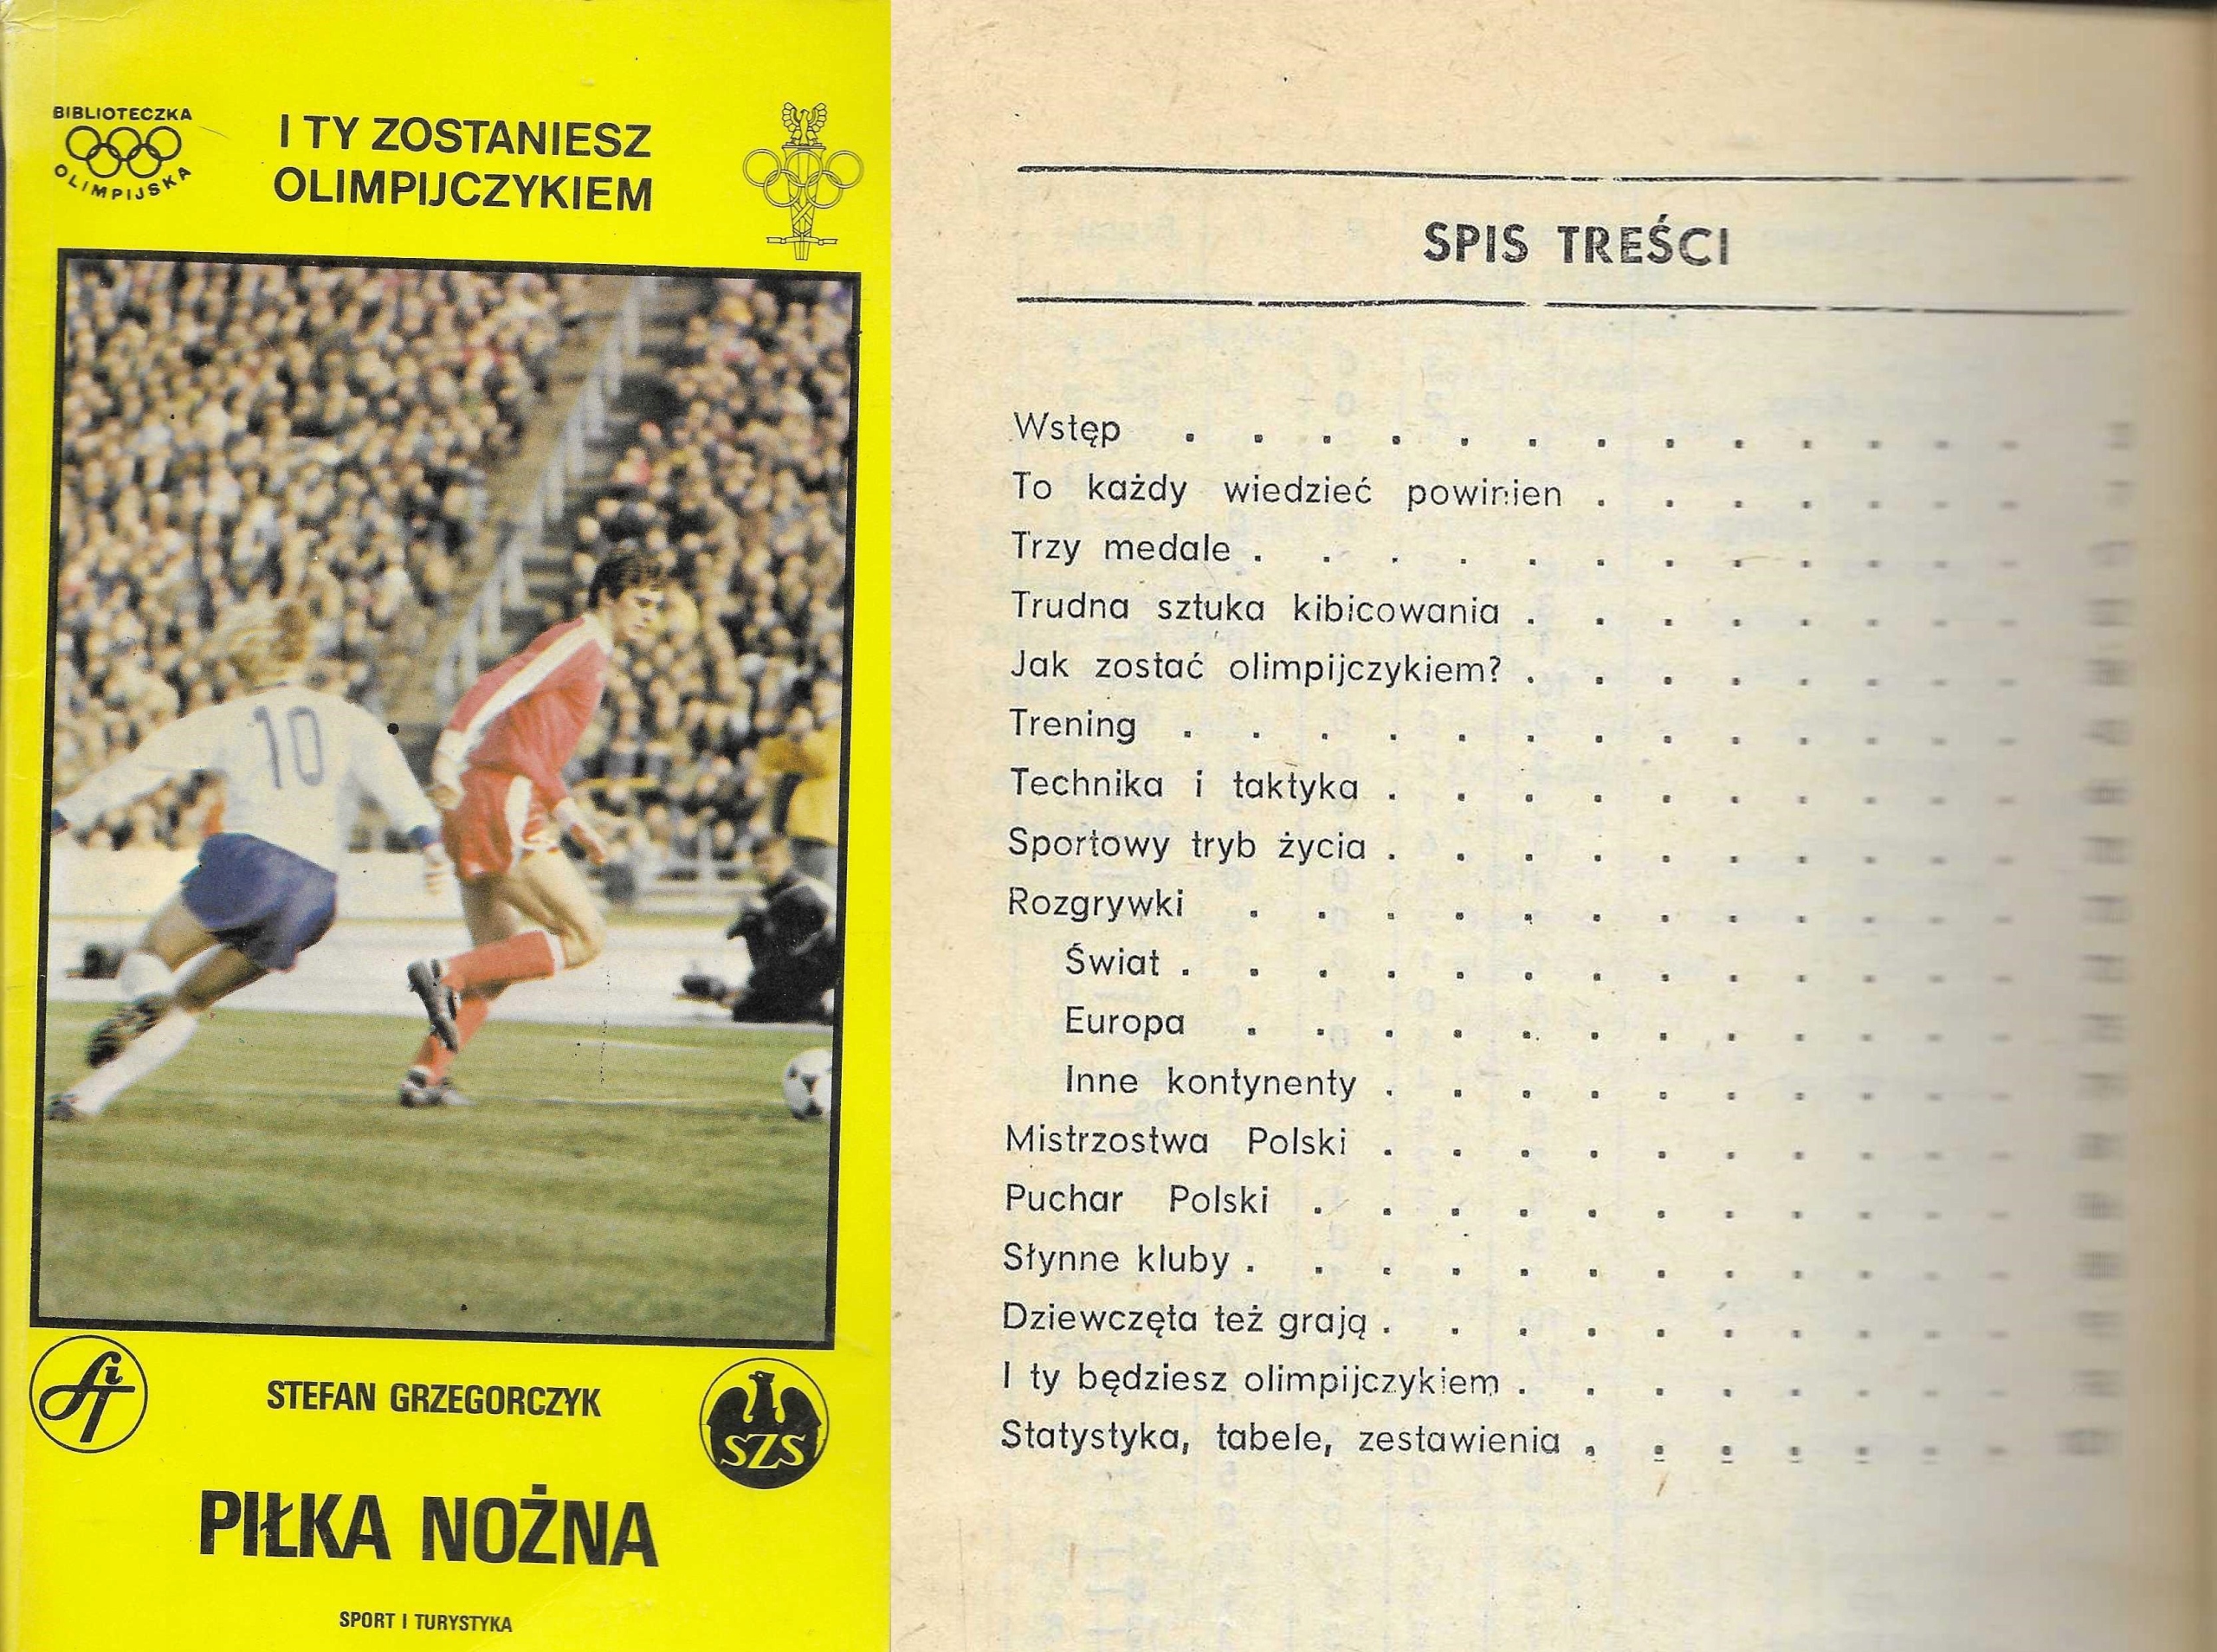 BIBLIOTECZKA
OLIMPIJSKA
I TY ZOSTANIESZ
OLIMPIJCZYKIEM
10
STEFAN GRZEGORCZYK
SZS
PIŁKA NOŻNA
SPORT I TURYSTYKA
SPIS TREŚCI
Wstęp . . . . . . . . . . . . .
To każdy wiedzieć powinien . . . . . . .
Trzy medale . . . . . . . . . . . .
Trudna sztuka kibicowania . . . . . . . .
Jak zostać olimpijczykiem? . . . . . . . .
Trening . . . . . . . . . . . . .
Technika i taktyka . . . . . . . . . .
Sportowy tryb życia . . . . . . . . . .
Rozgrywki . . . . . . . . . . . .
Świat . . . . . . . . . . . . .
Europa . . . . . . . . . . . .
Inne kontynenty . . . . . . . . . .
Mistrzostwa Polski . . . . . . . . . .
Puchar Polski . . . . . . . . . . .
Słynne kluby . . . . . . . . . . . .
Dziewczęta też grają . . . . . . . . . .
I ty będziesz olimpijczykiem . . . . . . . .
Statystyka, tabele, zestawienia . . . . . . .